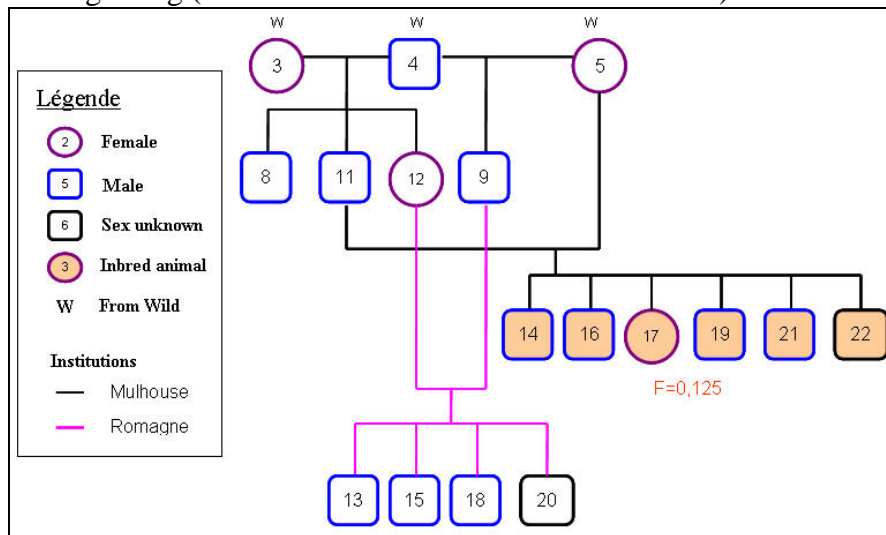 W W W
3 4 5
Légende
2 Female
5 Male
6 Sex unknown
3 Inbred animal
W From Wild
Institutions
Mulhouse
Romagne
8 11 12 9
14 16 17 19 21 22
F=0,125
13 15 18 20